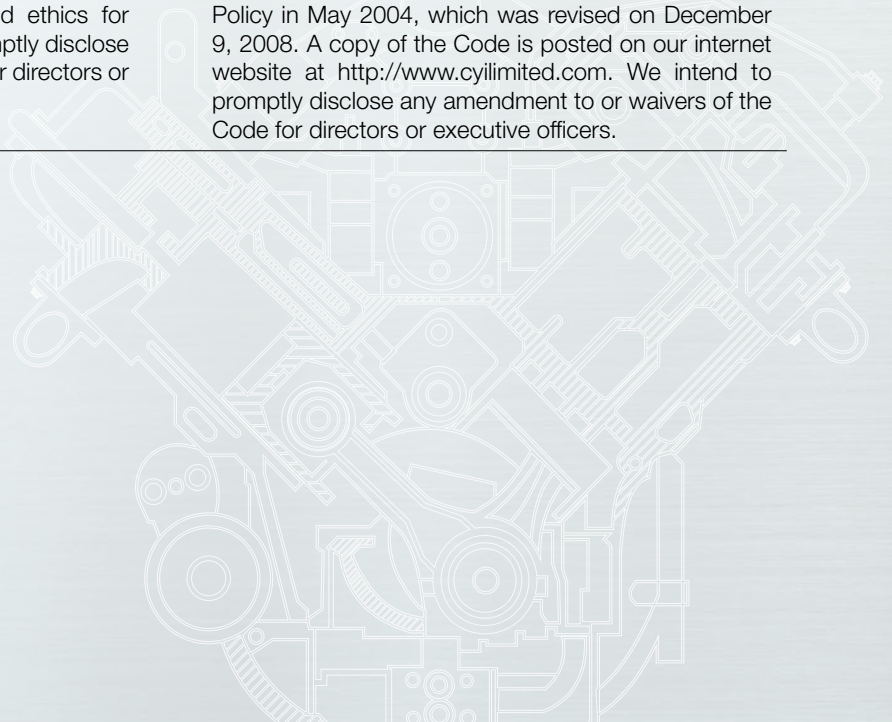 d ethics for
ptly disclose
r directors or
Policy in May 2004, which was revised on December
9, 2008. A copy of the Code is posted on our internet
website at http://www.cyilimited.com. We intend to
promptly disclose any amendment to or waivers of the
Code for directors or executive officers.